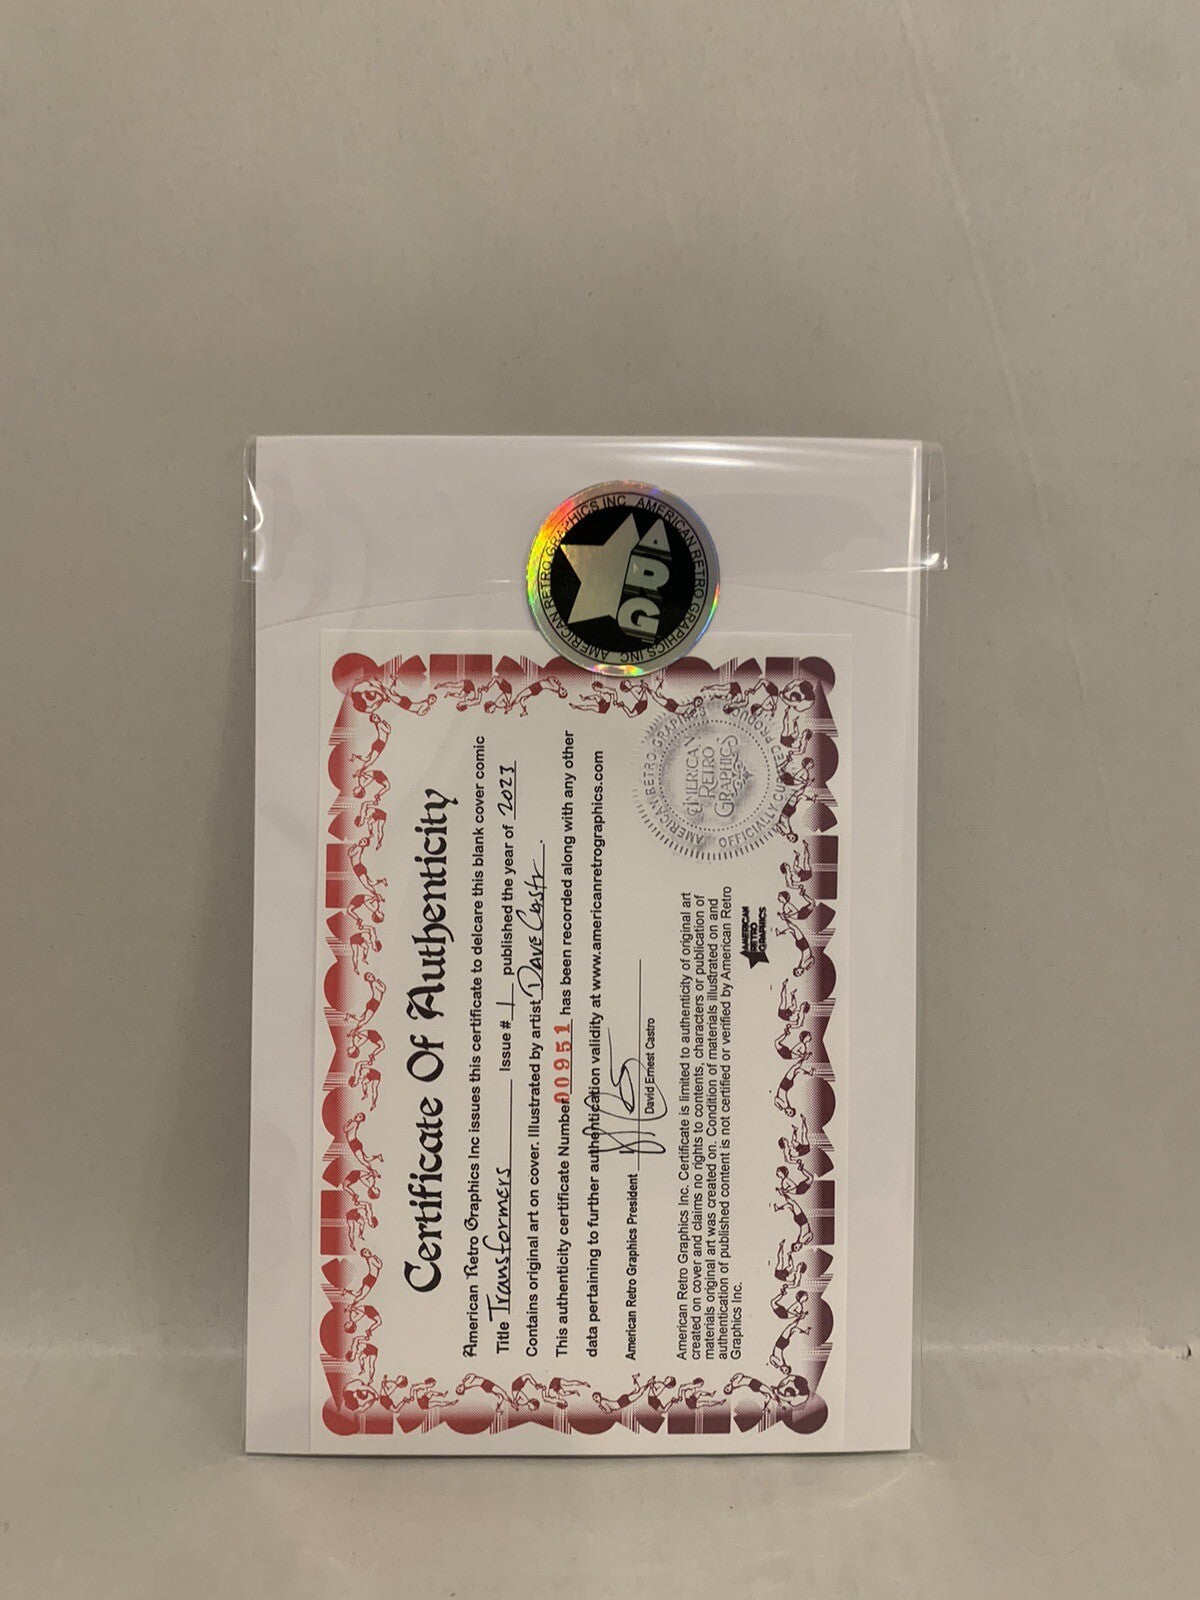 AMERICAN RETRO GRAPHICS INC AMERICAN RETRO GRAPHICS INC
ARG
Certificate Of Authenticity
American Retro Graphics Inc issues this certificate to delcare this blank cover comic
Title Transformers Issue # 1 published the year of 2023
Contains original art on cover. Illustrated by artist Dave Castr.
This authenticity certificate Number 00951 has been recorded along with any other
data pertaining to further authentication validity at www.americanretrographics.com
American Retro Graphics President
David Ernest Castro
American Retro Graphics Inc. Certificate is limited to authenticity of original art
created on cover and claims no rights to contents, characters or publication of
materials original art was created on. Condition of materials illustrated on and
authentication of published content is not certified or verified by American Retro
Graphics Inc.
AMERICAN
RETRO
GRAPHICS
AMERICAN RETRO GRAPHICS
OFFICIALLY PRODUCT
AMERICAN
RETRO
GRAPHICS